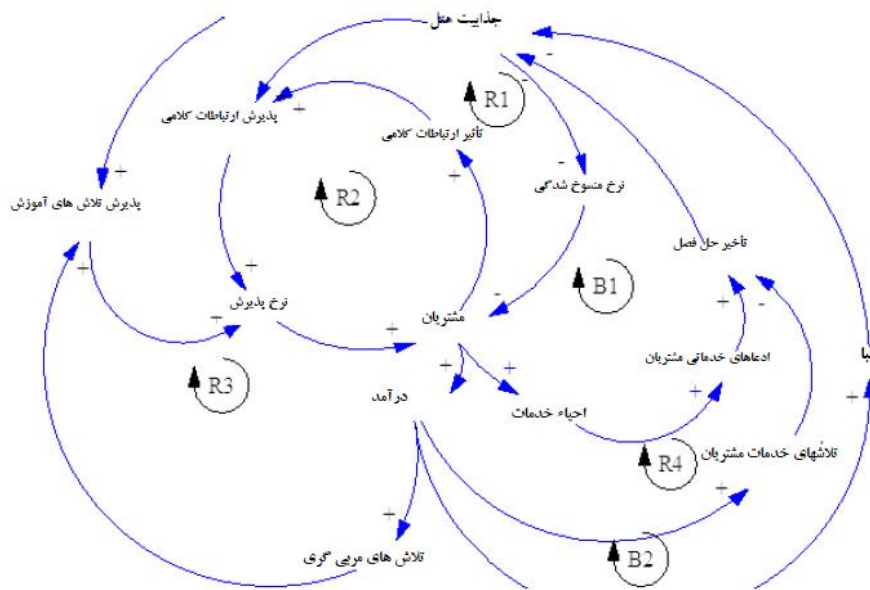 جذابیت هتل
پذیرش ارتباطات کلامی
تأثیر ارتباطات کلامی
R1
نرخ منسوخ شدگی
R2
پذیرش تلاش های آموزش
تأخیر حل فصل
B1
نرخ پذیرش
مشتریان
ادعاهای خدماتی مشتریان
R3
درآمد
احیاء خدمات
R4
تلاشهای خدمات مشتریان
تلاش های مربی گری
B2